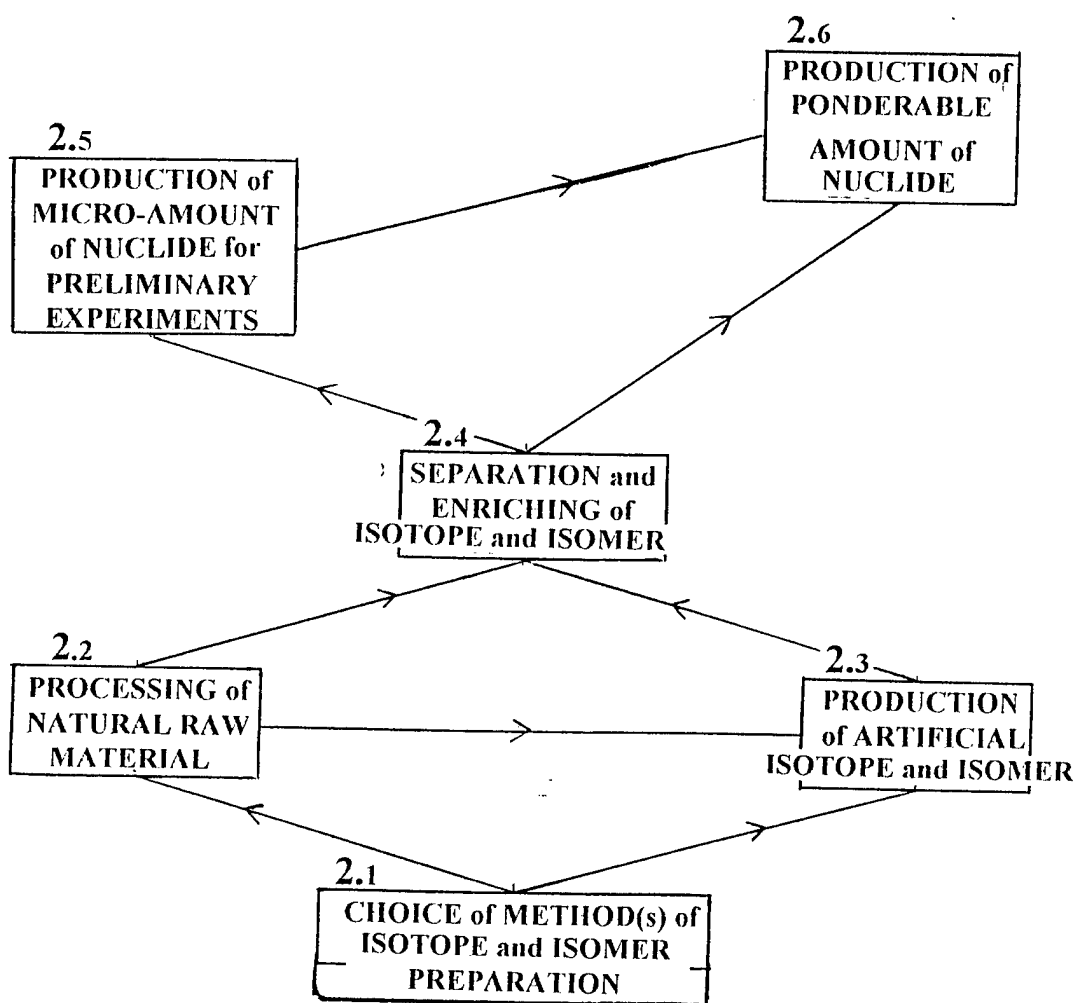 2.6
PRODUCTION of
PONDERABLE
AMOUNT of
NUCLIDE
2.5
PRODUCTION of
MICRO-AMOUNT
of NUCLIDE for
PRELIMINARY
EXPERIMENTS
2.4
SEPARATION and
ENRICHING of
ISOTOPE and ISOMER
2.2
PROCESSING of
NATURAL RAW
MATERIAL
2.3
PRODUCTION
of ARTIFICIAL
ISOTOPE and ISOMER
2.1
CHOICE of METHOD(s) of
ISOTOPE and ISOMER
PREPARATION